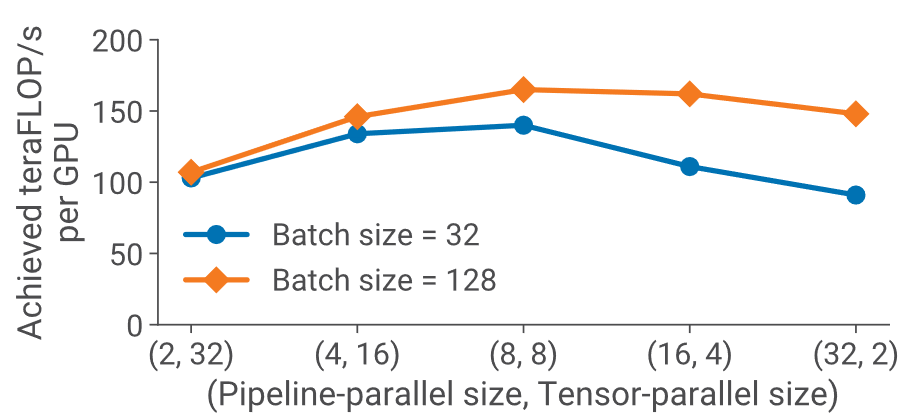 Achieved teraFLOP/s
per GPU
200
150
100
50
0
Batch size = 32
Batch size = 128
(2, 32) (4, 16) (8, 8) (16, 4) (32, 2)
(Pipeline-parallel size, Tensor-parallel size)